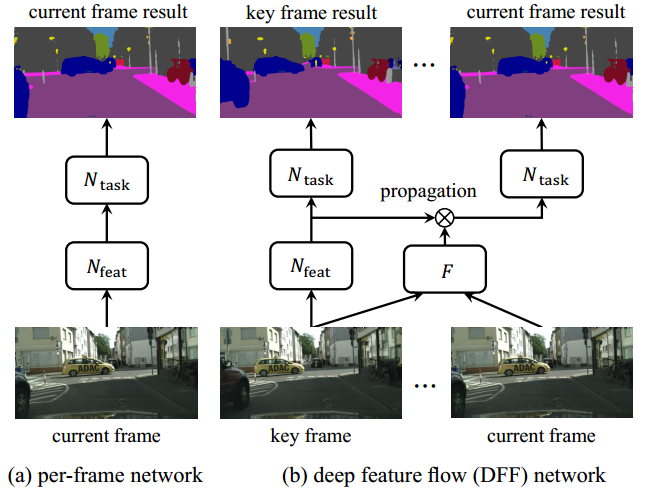 current frame result
key frame result
current frame result
...
N_task
N_task
N_task
propagation
⊗
N_feat
N_feat
F
ADAC
ADAC
...
ADAC
current frame
key frame
current frame
(a) per-frame network
(b) deep feature flow (DFF) network